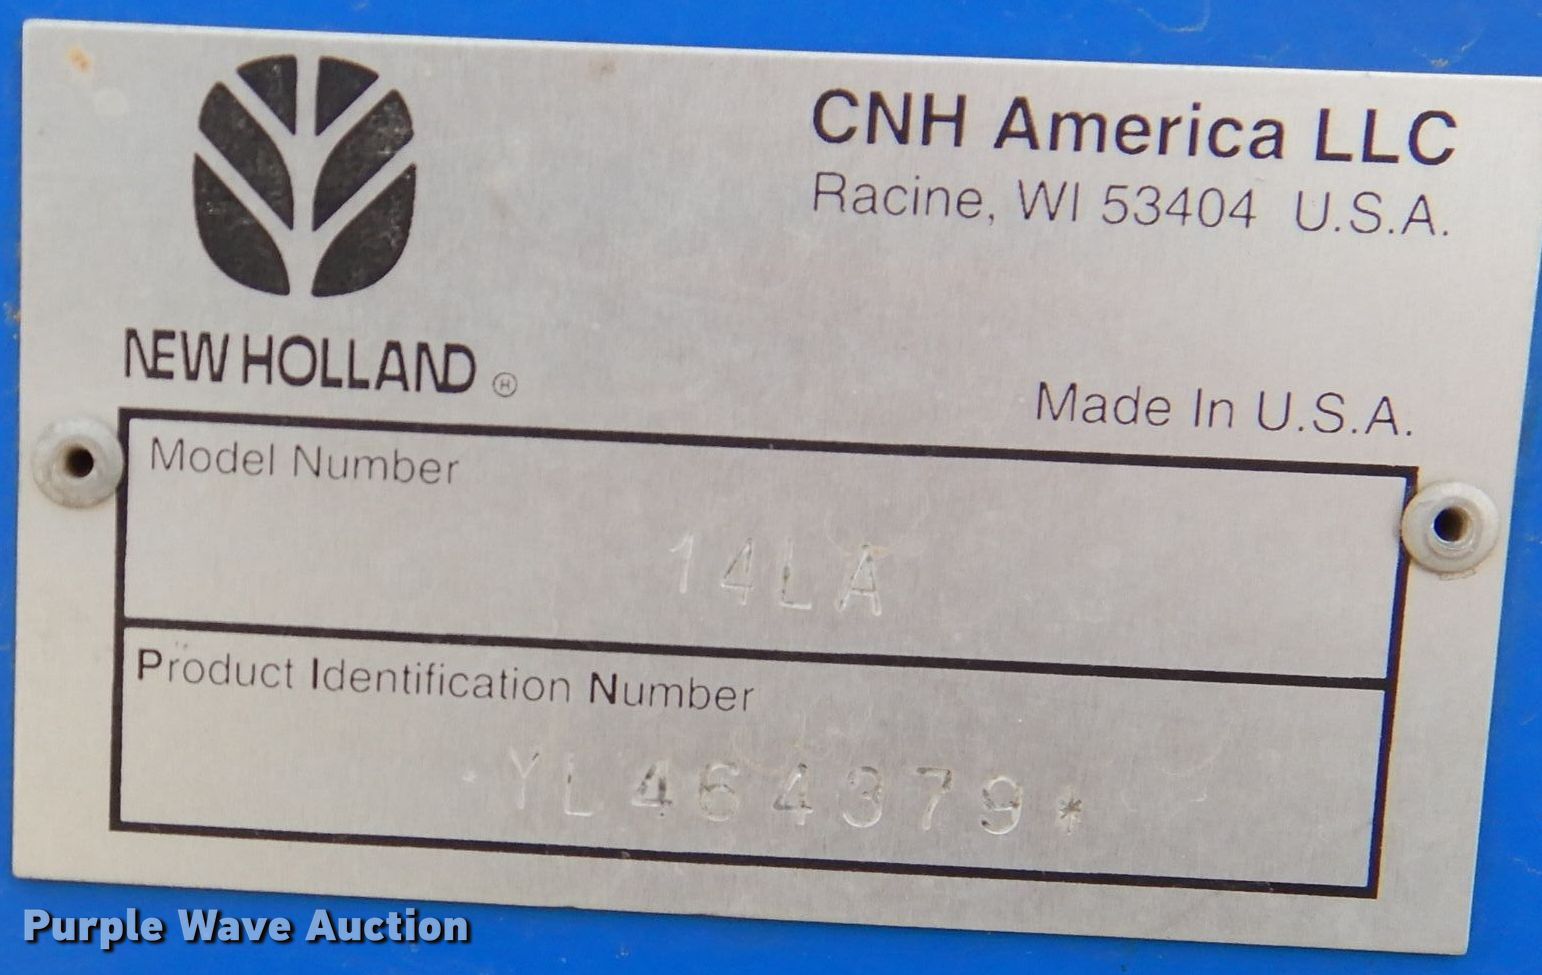 CNH America LLC
Racine, WI 53404 U.S.A.
NEW HOLLAND ®
Made In U.S.A.
Model Number
14LA
Product Identification Number
*YL464379*
Purple Wave Auction